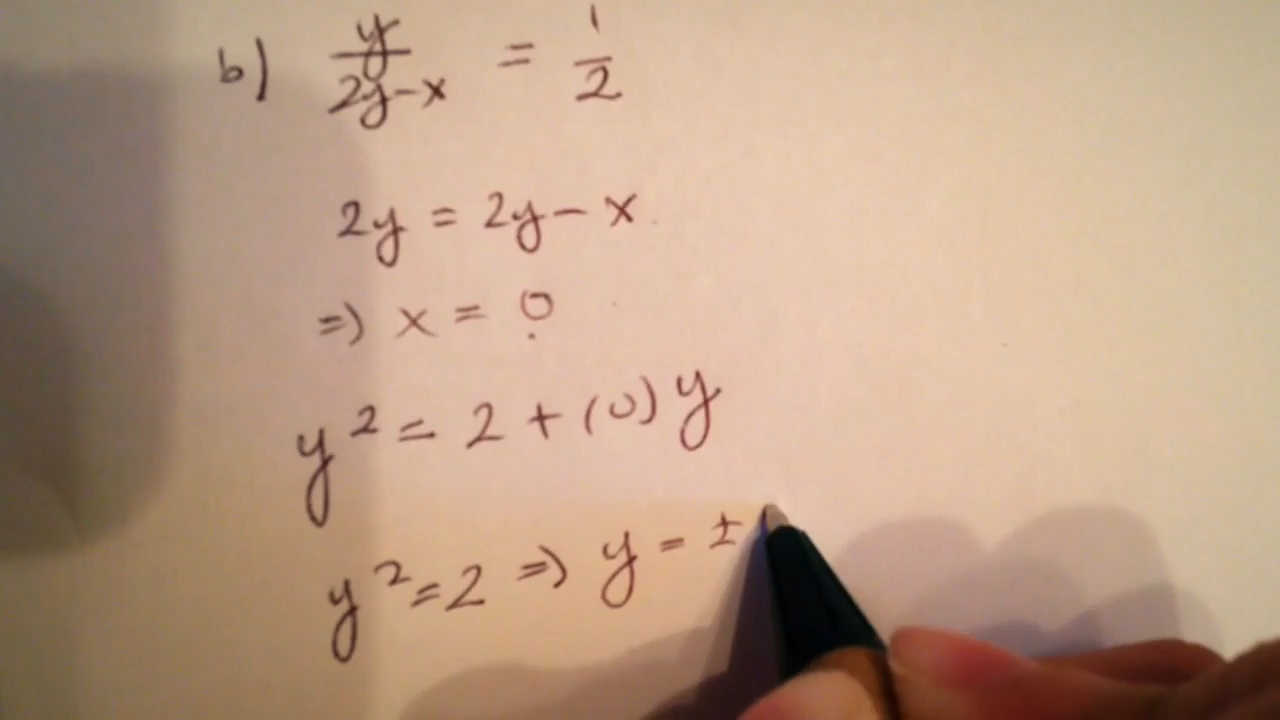 b) y/(2y-x) = 1/2
2y = 2y - x
=) x = 0
y² = 2 + (0) y
y² = 2 =) y = ±